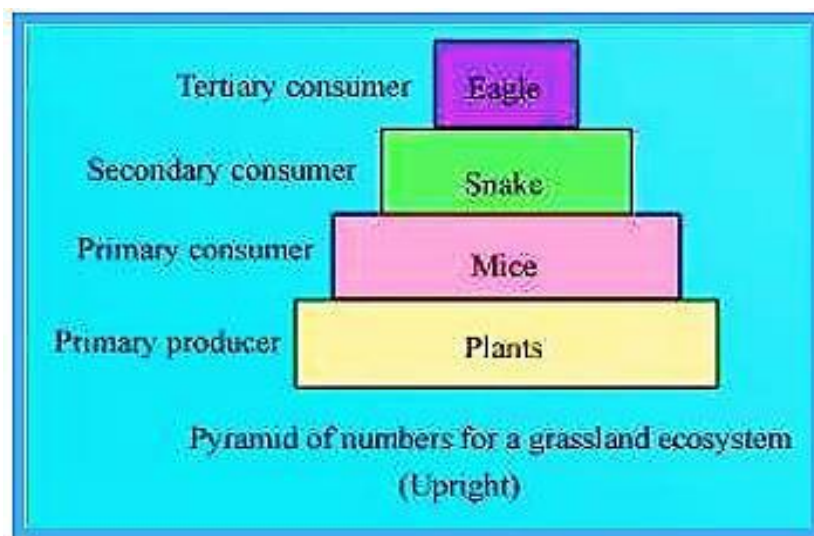 Tertiary consumer Eagle
Secondary consumer Snake
Primary consumer Mice
Primary producer Plants
Pyramid of numbers for a grassland ecosystem
(Upright)